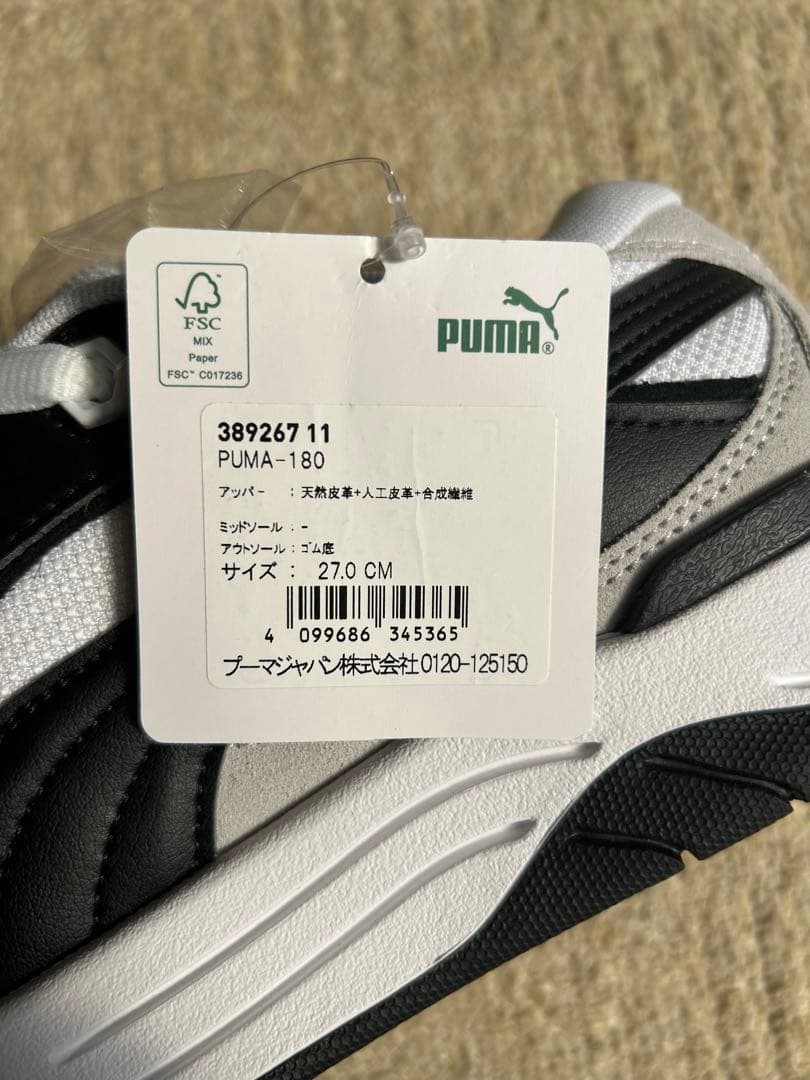 FSC
MIX
Paper
FSC™ C017236
PUMA®
389267 11
PUMA-180
アッパー : 天然皮革+人工皮革+合成繊維
ミッドソール : -
アウトソール : ゴム底
サイズ : 27.0 CM
4 099686 345365
プーマジャパン株式会社0120-125150